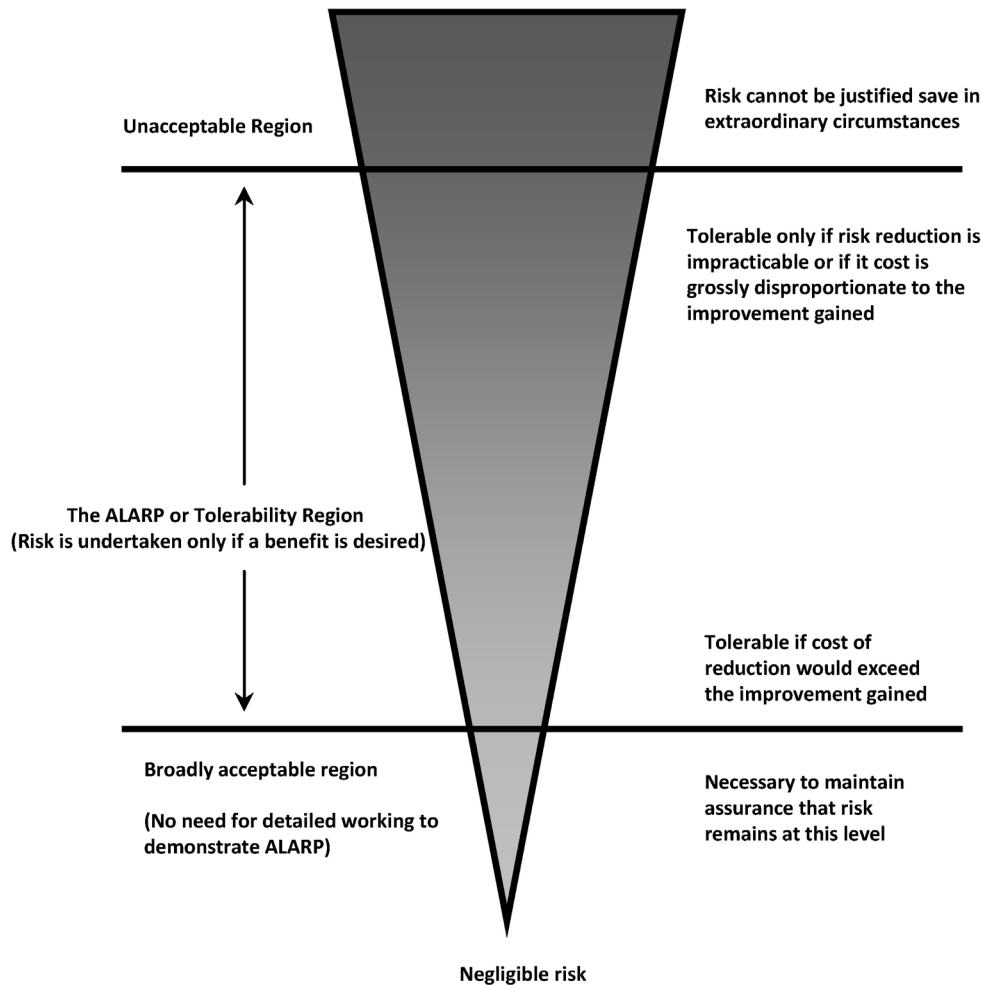 Unacceptable Region
Risk cannot be justified save in
extraordinary circumstances
Tolerable only if risk reduction is
impracticable or if it cost is
grossly disproportionate to the
improvement gained
The ALARP or Tolerability Region
(Risk is undertaken only if a benefit is desired)
Tolerable if cost of
reduction would exceed
the improvement gained
Broadly acceptable region
(No need for detailed working to
demonstrate ALARP)
Necessary to maintain
assurance that risk
remains at this level
Negligible risk